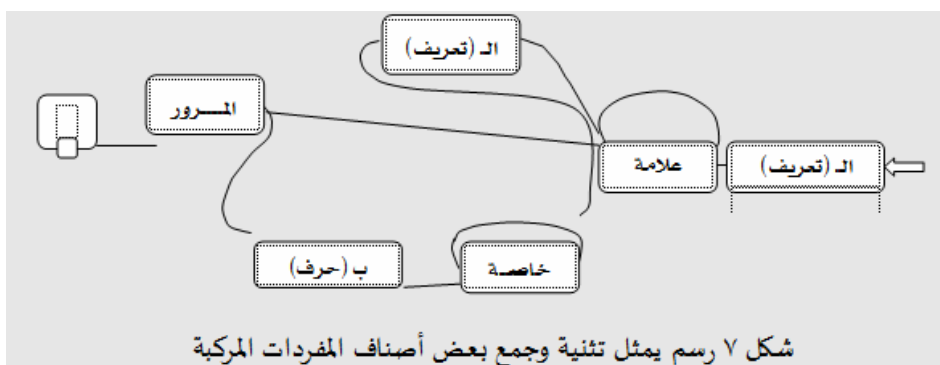 الـ (تعريف)
المـــرور
علامة
الـ (تعريف)
ب (حرف)
خاصـة
شكل ٧ رسم يمثل تثنية وجمع بعض أصناف المفردات المركبة